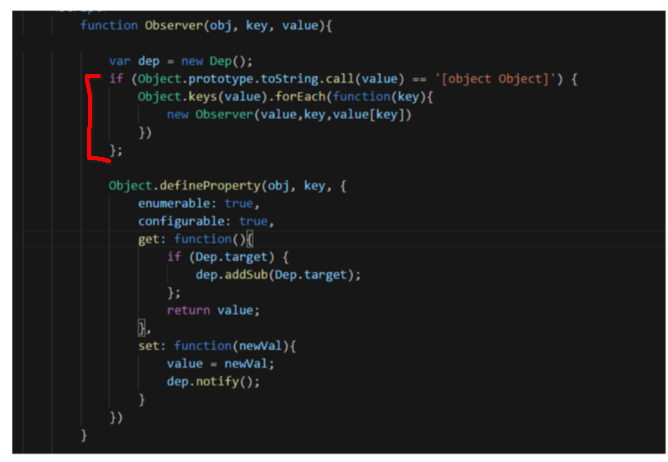 function Observer(obj, key, value){
var dep = new Dep();
if (Object.prototype.toString.call(value) == '[object Object]') {
Object.keys(value).forEach(function(key){
new Observer(value,key,value[key])
})
};
Object.defineProperty(obj, key, {
enumerable: true,
configurable: true,
get: function(){
if (Dep.target) {
dep.addSub(Dep.target);
};
return value;
},
set: function(newVal){
value = newVal;
dep.notify();
}
})
}